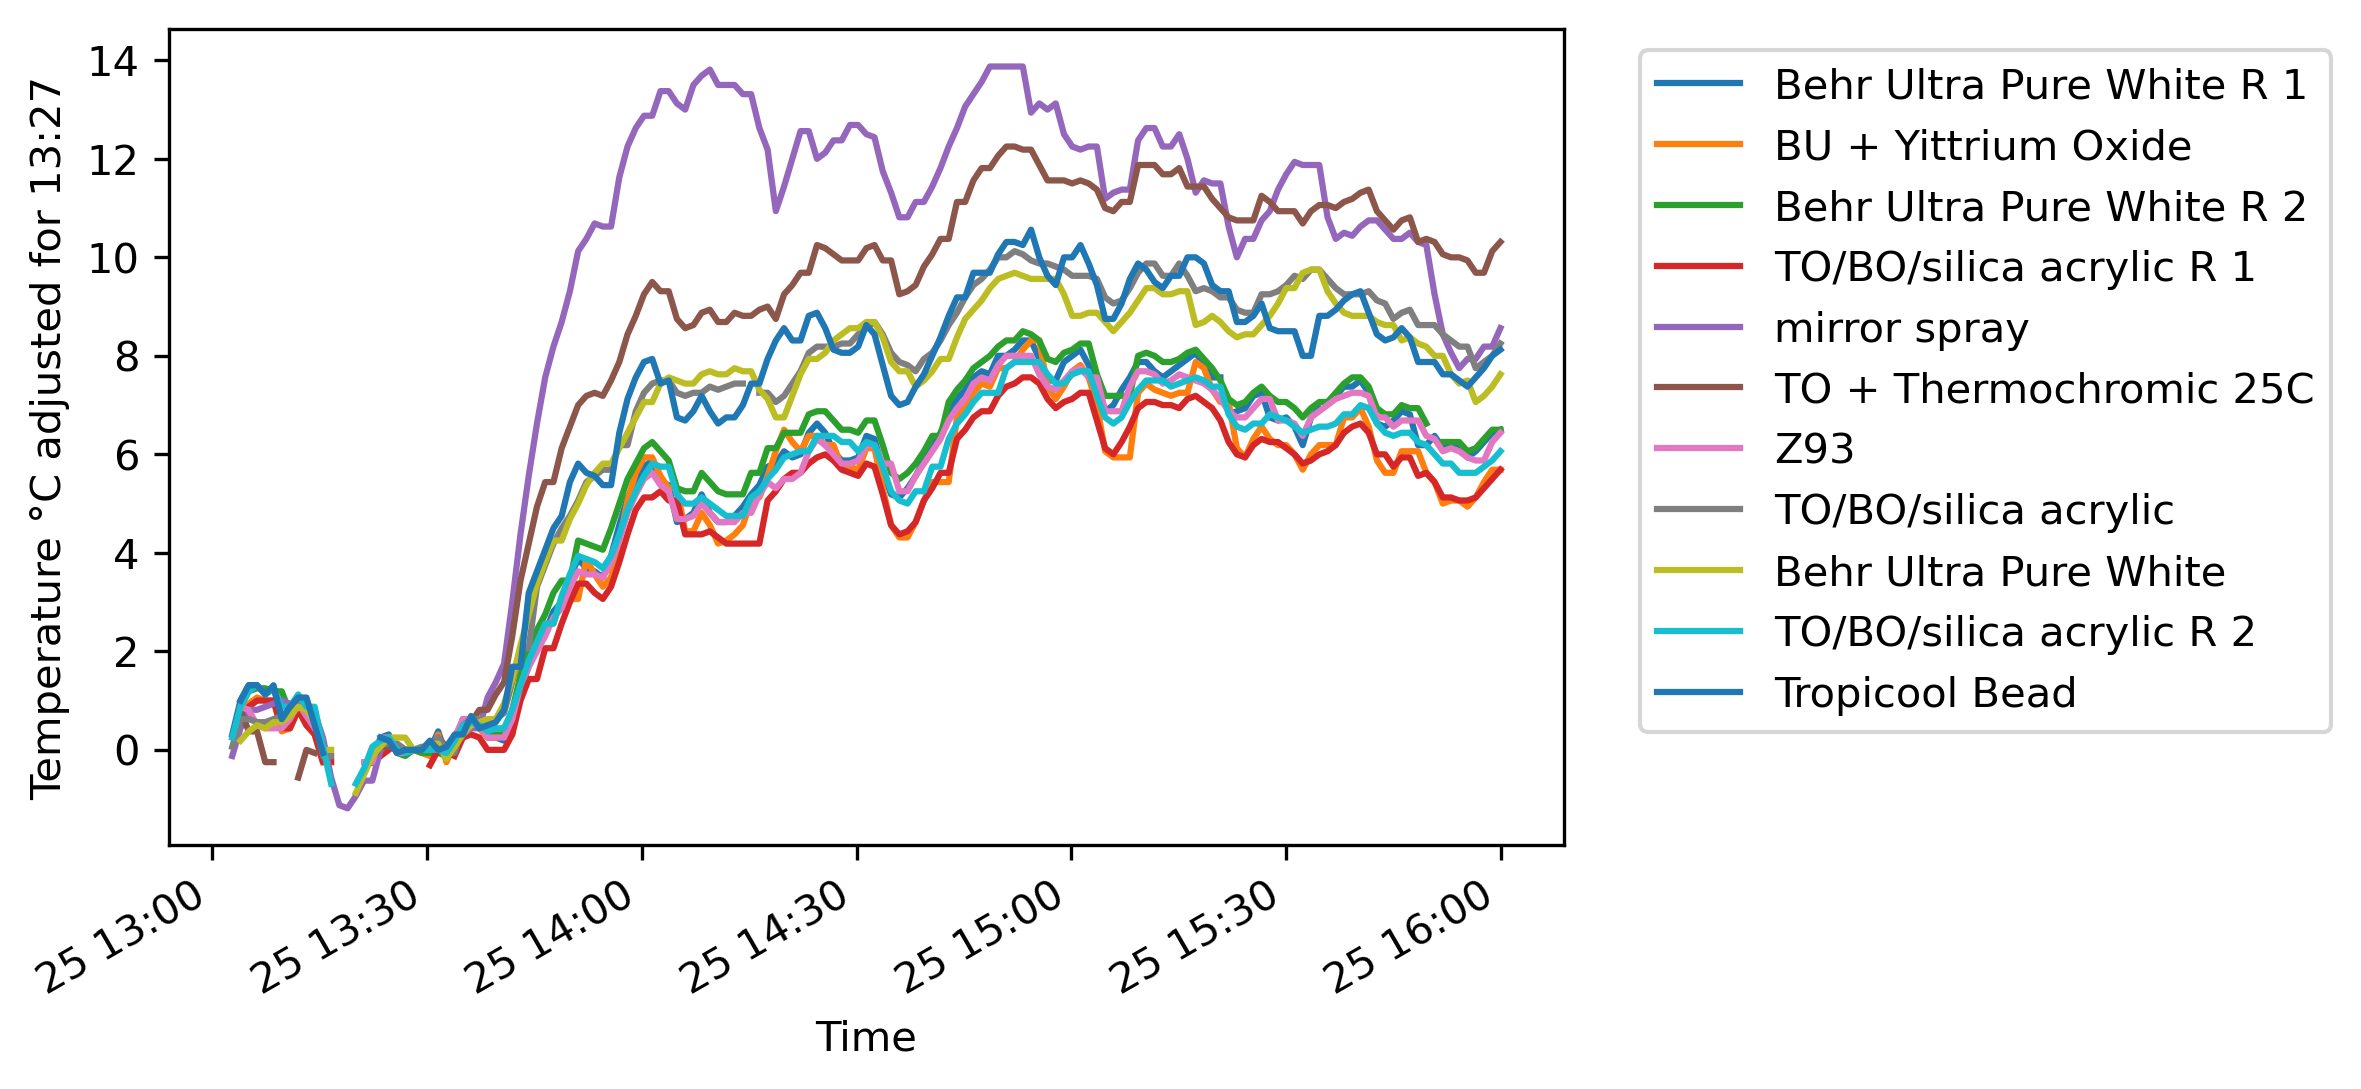 Temperature °C adjusted for 13:27
14
12
10
8
6
4
2
0
25 13:00
25 13:30
25 14:00
25 14:30
25 15:00
25 15:30
25 16:00
Time
Behr Ultra Pure White R 1
BU + Yittrium Oxide
Behr Ultra Pure White R 2
TO/BO/silica acrylic R 1
mirror spray
TO + Thermochromic 25C
Z93
TO/BO/silica acrylic
Behr Ultra Pure White
TO/BO/silica acrylic R 2
Tropicool Bead